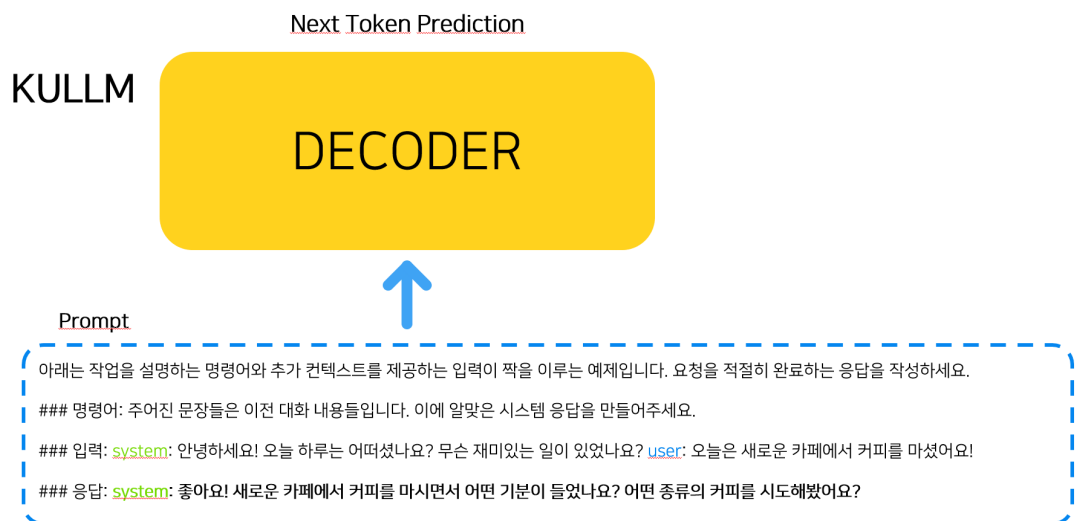 Next Token Prediction
KULLM
DECODER
Prompt
아래는 작업을 설명하는 명령어와 추가 컨텍스트를 제공하는 입력이 짝을 이루는 예제입니다. 요청을 적절히 완료하는 응답을 작성하세요.
### 명령어: 주어진 문장들은 이전 대화 내용들입니다. 이에 알맞은 시스템 응답을 만들어주세요.
### 입력: system: 안녕하세요! 오늘 하루는 어떠셨나요? 무슨 재미있는 일이 있었나요? user: 오늘은 새로운 카페에서 커피를 마셨어요!
### 응답: system: 좋아요! 새로운 카페에서 커피를 마시면서 어떤 기분이 들었나요? 어떤 종류의 커피를 시도해봤어요?